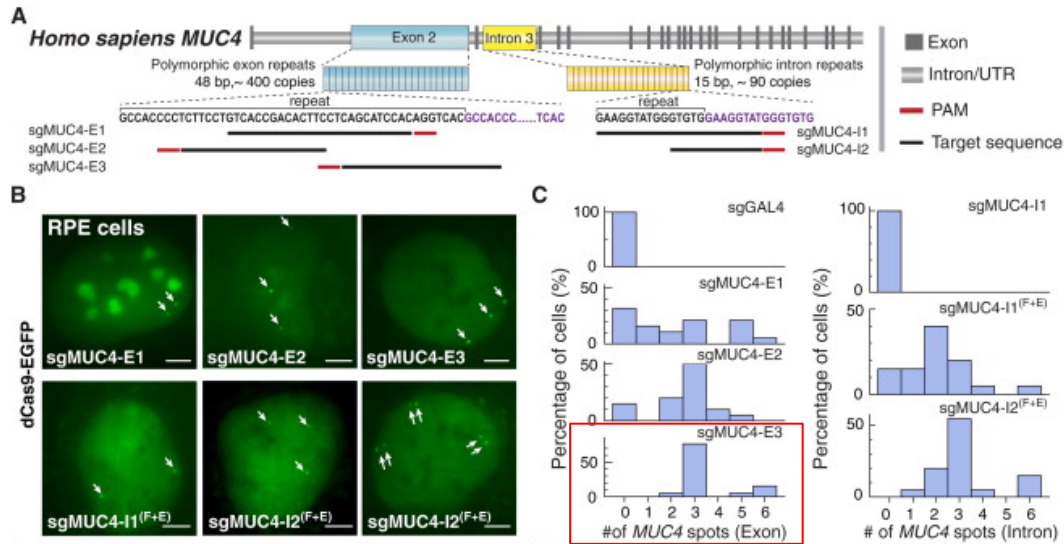 A
Homo sapiens MUC4
Exon 2
Intron 3
Polymorphic exon repeats
48 bp,~ 400 copies
Polymorphic intron repeats
15 bp, ~ 90 copies
repeat
GCCACCCCTCTTCCTGTCACCGACACTTCCTCAGCATCCACAGGTCACGCCACCC......TCAC
sgMUC4-E1
sgMUC4-E2
sgMUC4-E3
repeat
GAAGGTATGGGTGTGGAAGGTATGGGTGTG
sgMUC4-I1
sgMUC4-I2
Exon
Intron/UTR
PAM
Target sequence
B
dCas9-EGFP
RPE cells
sgMUC4-E1
sgMUC4-E2
sgMUC4-E3
sgMUC4-I1(F+E)
sgMUC4-I2(F+E)
sgMUC4-I2(F+E)
C
Percentage of cells (%)
sgGAL4
100
0
sgMUC4-E1
50
0
sgMUC4-E2
50
0
sgMUC4-E3
50
0
0 1 2 3 4 5 6
# of MUC4 spots (Exon)
Percentage of cells (%)
sgMUC4-I1
100
0
sgMUC4-I1(F+E)
50
0
sgMUC4-I2(F+E)
50
0
0 1 2 3 4 5 6
# of MUC4 spots (Intron)